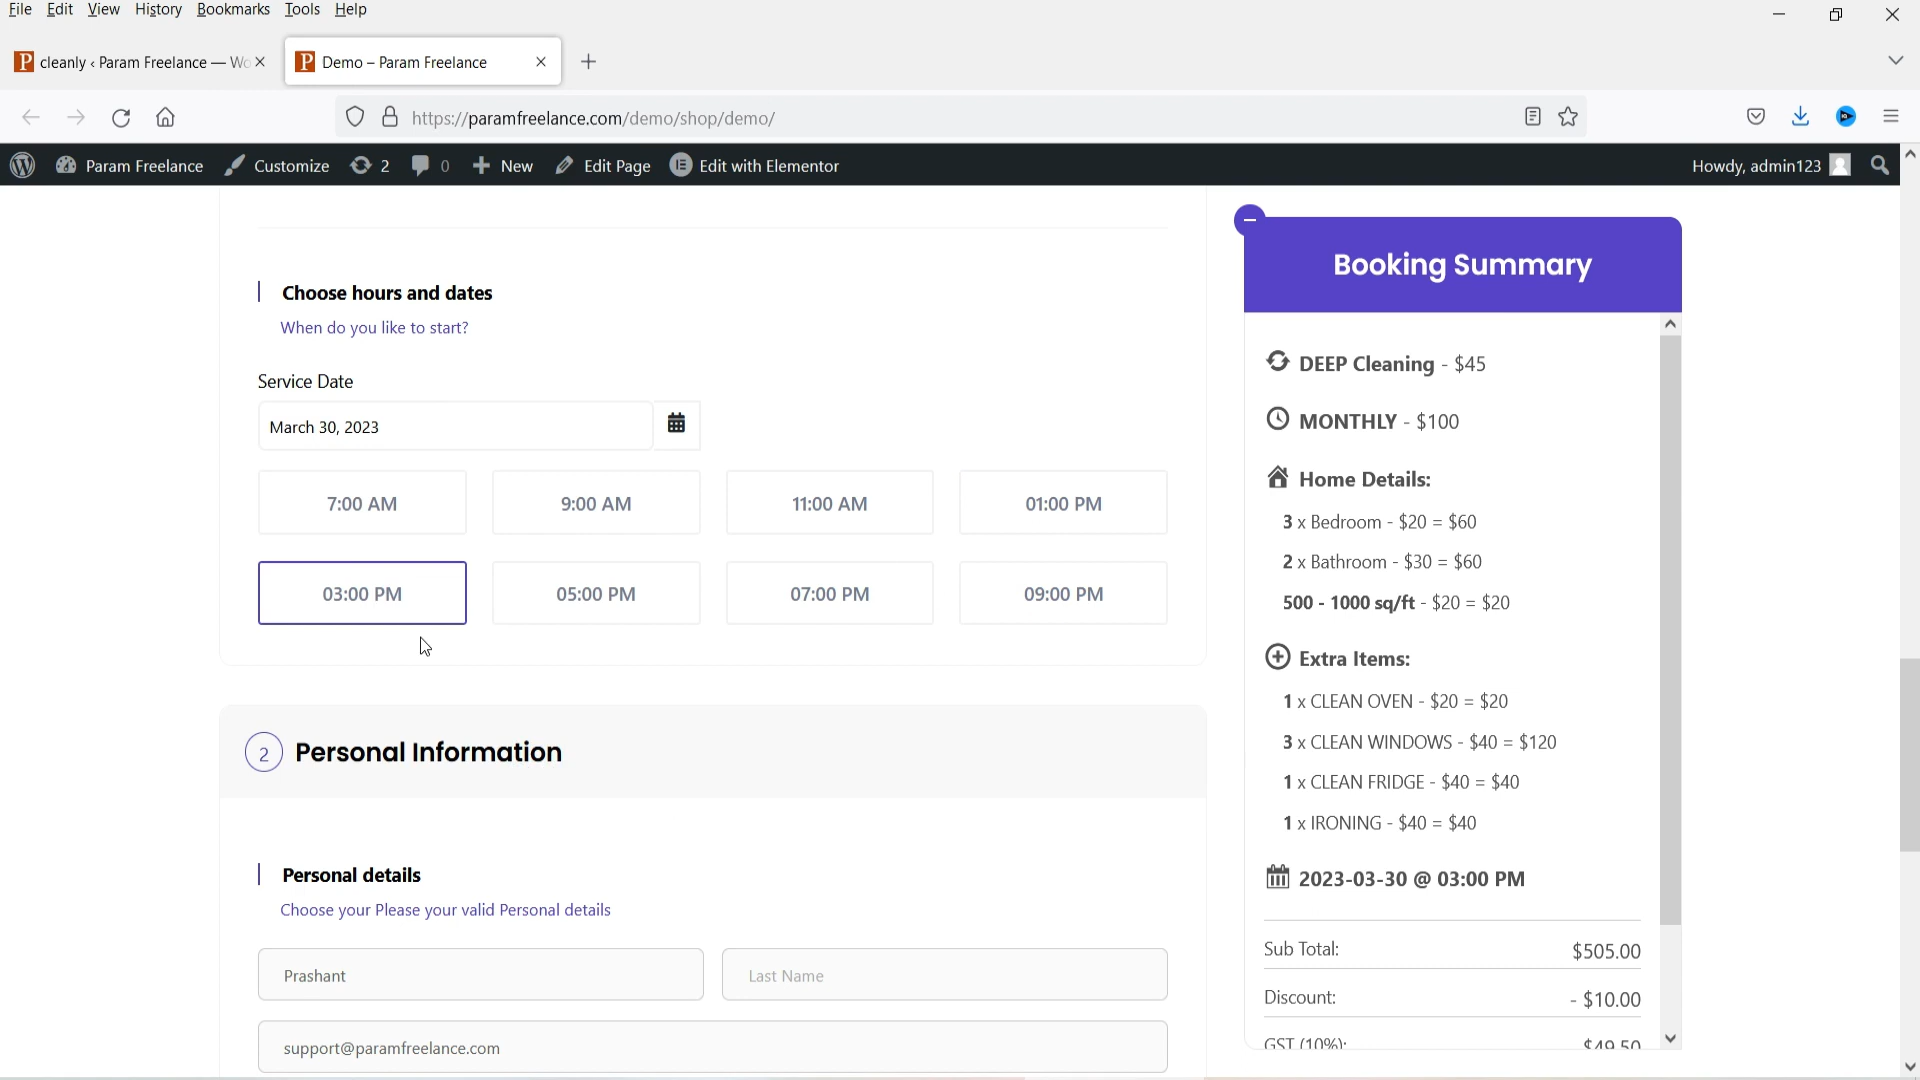 File Edit View History Bookmarks Tools Help
cleanly ‹ Param Freelance — Wo
Demo – Param Freelance
https://paramfreelance.com/demo/shop/demo/
Param Freelance Customize 2 0 New Edit Page Edit with Elementor Howdy, admin123
Choose hours and dates
When do you like to start?
Service Date
March 30, 2023
7:00 AM 9:00 AM 11:00 AM 01:00 PM
03:00 PM 05:00 PM 07:00 PM 09:00 PM
2 Personal Information
Personal details
Choose your Please your valid Personal details
Prashant Last Name
support@paramfreelance.com
Booking Summary
DEEP Cleaning - $45
MONTHLY - $100
Home Details:
3 x Bedroom - $20 = $60
2 x Bathroom - $30 = $60
500 - 1000 sq/ft - $20 = $20
Extra Items:
1 x CLEAN OVEN - $20 = $20
3 x CLEAN WINDOWS - $40 = $120
1 x CLEAN FRIDGE - $40 = $40
1 x IRONING - $40 = $40
2023-03-30 @ 03:00 PM
Sub Total: $505.00
Discount: - $10.00
GST (10%): $49.50